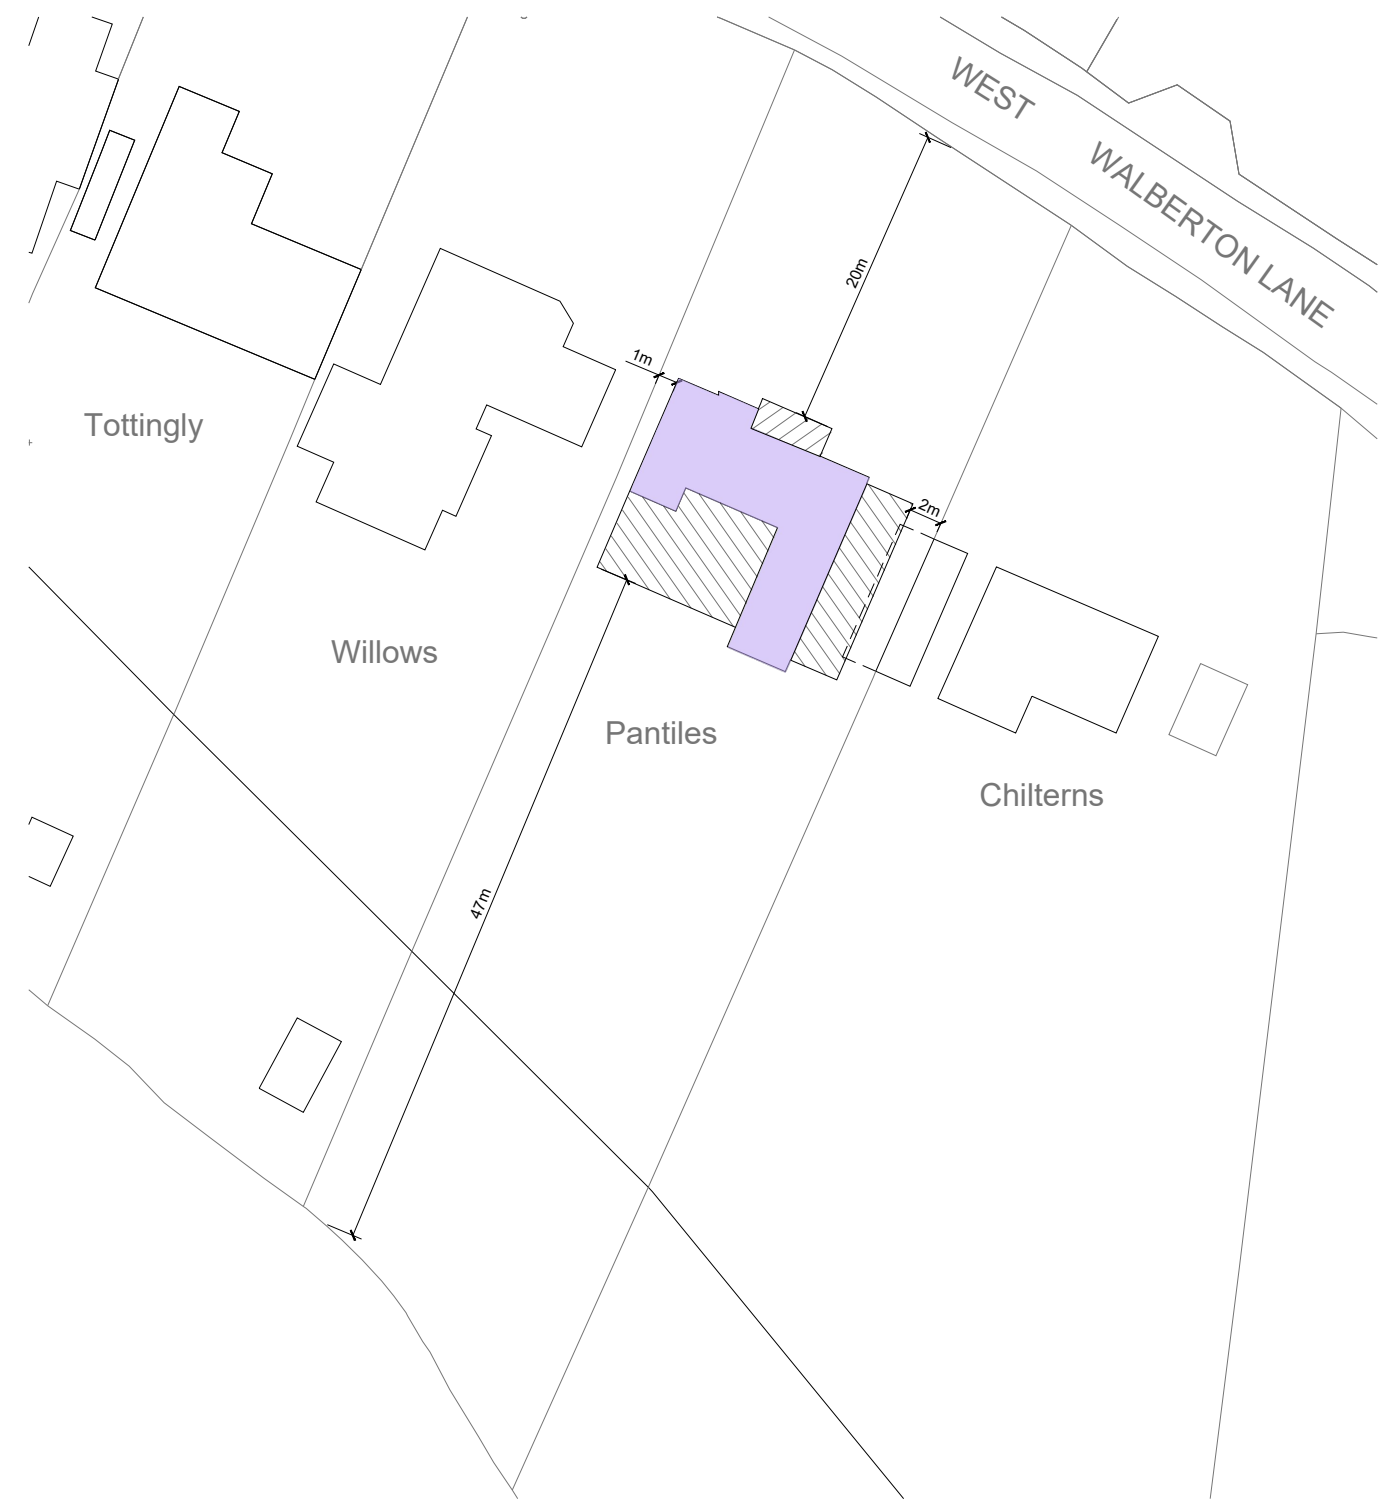 WEST
WALBERTON LANE
20m
1m
Tottingly
2m
Willows
Pantiles
Chilterns
47m